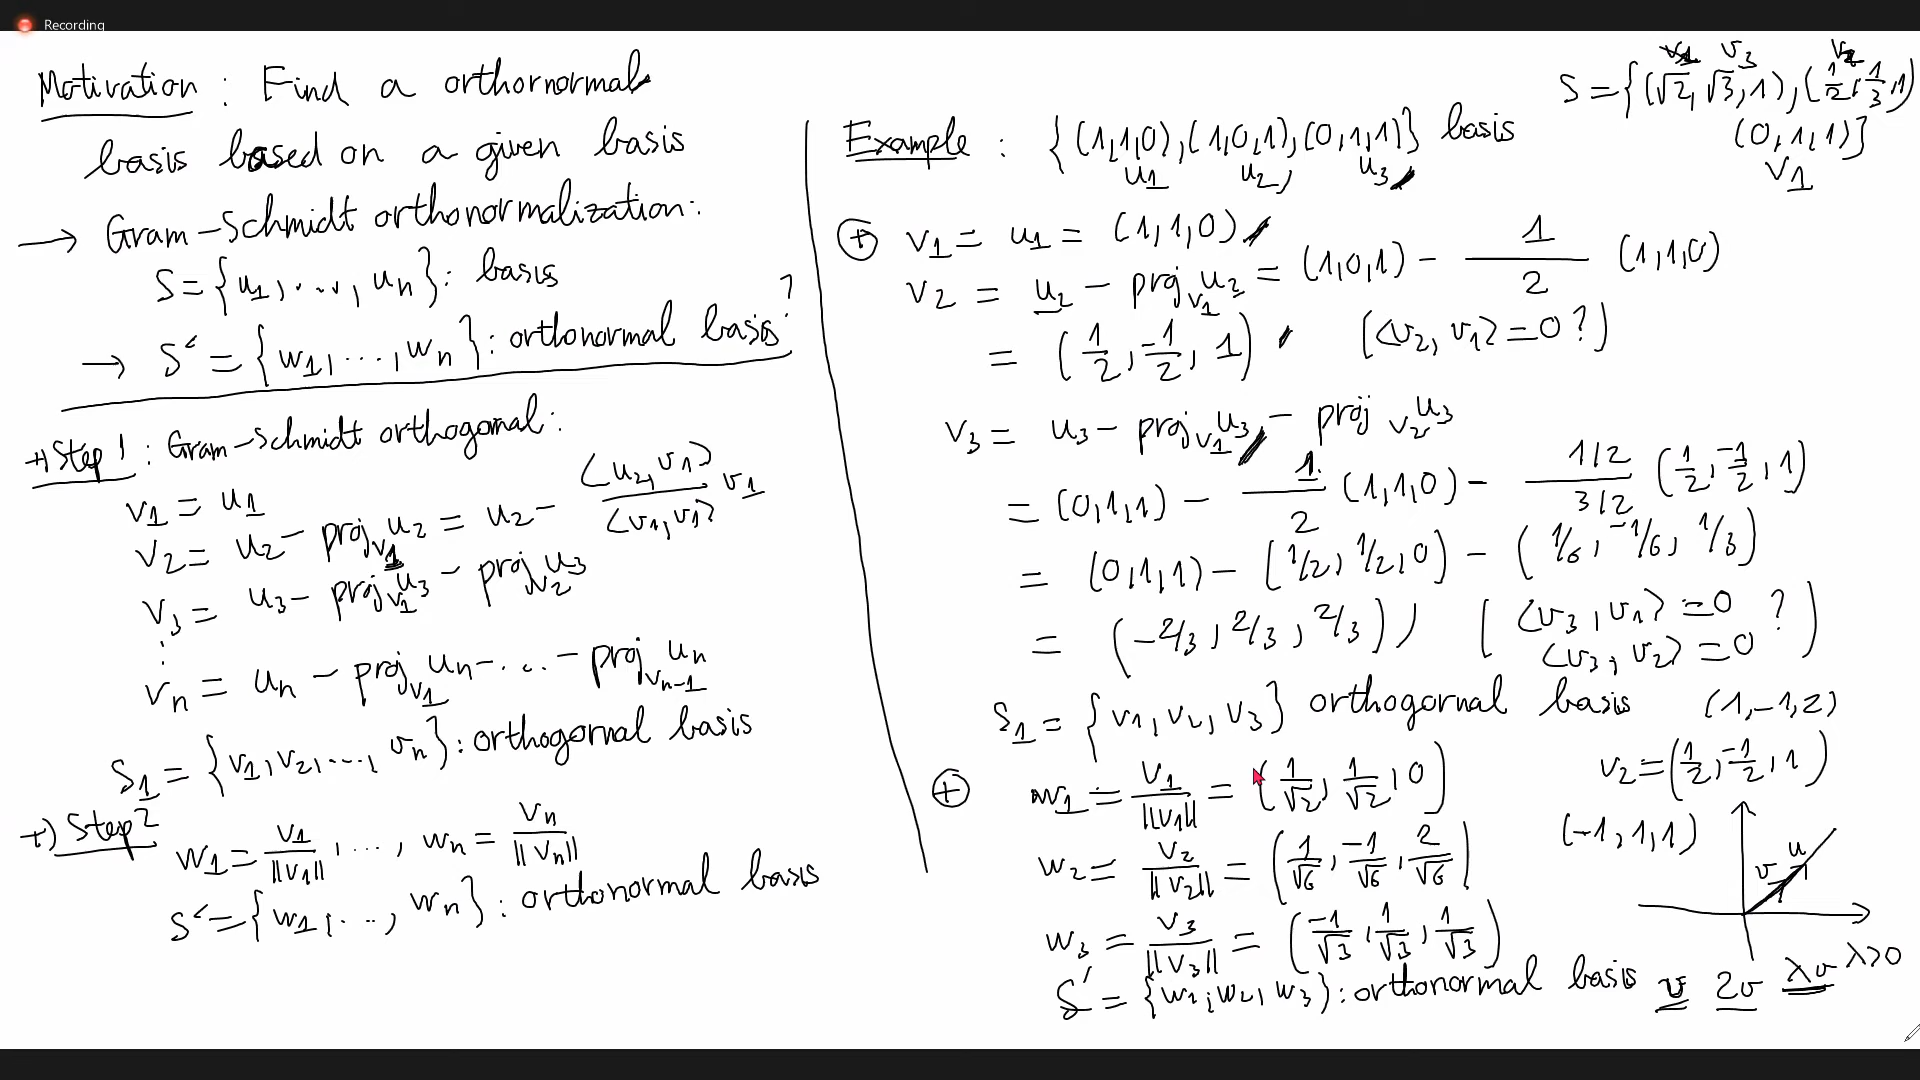 Recording
Motivation : Find a orthornormal
basis based on a given basis
→ Gram-Schmidt orthonormalization:
S = {u1, ..., un}: basis
→ S' = {w1, ..., wn}: orthonormal basis?
+) Step 1 : Gram-Schmidt orthogonal:
v1 = u1
v2 = u2 - proj_v1 u2 = u2 - <u2, v1>/<v1, v1> v1
v3 = u3 - proj_v1 u3 - proj_v2 u3
⋮
vn = un - proj_v1 un - ... - proj_vn-1 un
S1 = {v1, v2, ..., vn}: orthogornal basis
+) Step 2
w1 = v1/||v1||, ..., wn = vn/||vn||
S' = {w1, ..., wn}: orthonormal basis
Example : {(1,1,0), (1,0,1), (0,1,1)} basis
u1 u2, u3
⊕ v1 = u1 = (1,1,0)
v2 = u2 - proj_v1 u2 = (1,0,1) - 1/2 (1,1,0)
= (1/2, -1/2, 1) [<v2, v1> = 0 ?]
v3 = u3 - proj_v1 u3 - proj_v2 u3
= (0,1,1) - 1/2 (1,1,0) - 1/2/3/2 (1/2, -1/2, 1)
= (0,1,1) - (1/2, 1/2, 0) - (1/6, -1/6, 1/3)
= (-2/3, 2/3, 2/3) ( <v3, v1> = 0 ? )
<v3, v2> = 0
S1 = {v1, v2, v3} orthogornal basis
⊕ w1 = v1/||v1|| = (1/√2, 1/√2, 0)
w2 = v2/||v2|| = (1/√6, -1/√6, 2/√6)
w3 = v3/||v3|| = (-1/√3, 1/√3, 1/√3)
S' = {w1, w2, w3}: orthonormal basis
v3 v2
S = {(√2, √3, 1), (1/2, 1/3, 1)
(0,1,1)}
v1
(1,-1,2)
v2 = (1/2, -1/2, 1)
(-1,1,1)
v u
v 2v λv λ>0